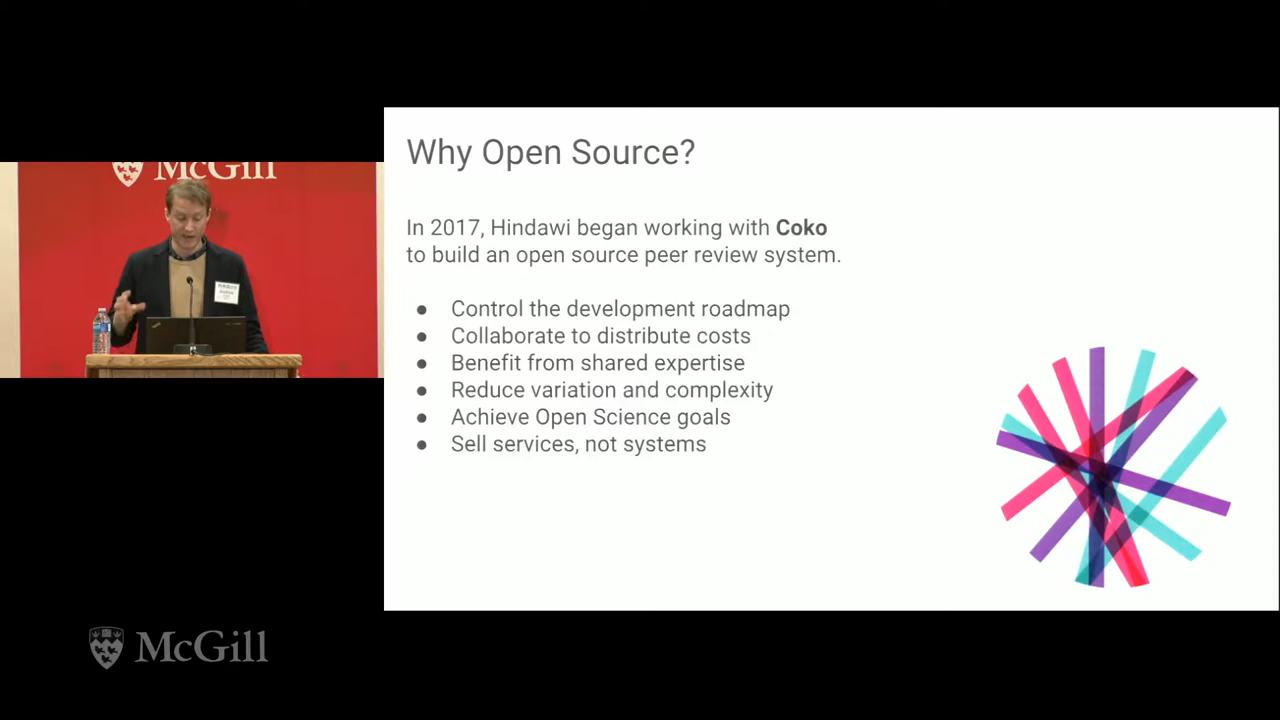 McGill
Why Open Source?
In 2017, Hindawi began working with Coko
to build an open source peer review system.
● Control the development roadmap
● Collaborate to distribute costs
● Benefit from shared expertise
● Reduce variation and complexity
● Achieve Open Science goals
● Sell services, not systems
McGill